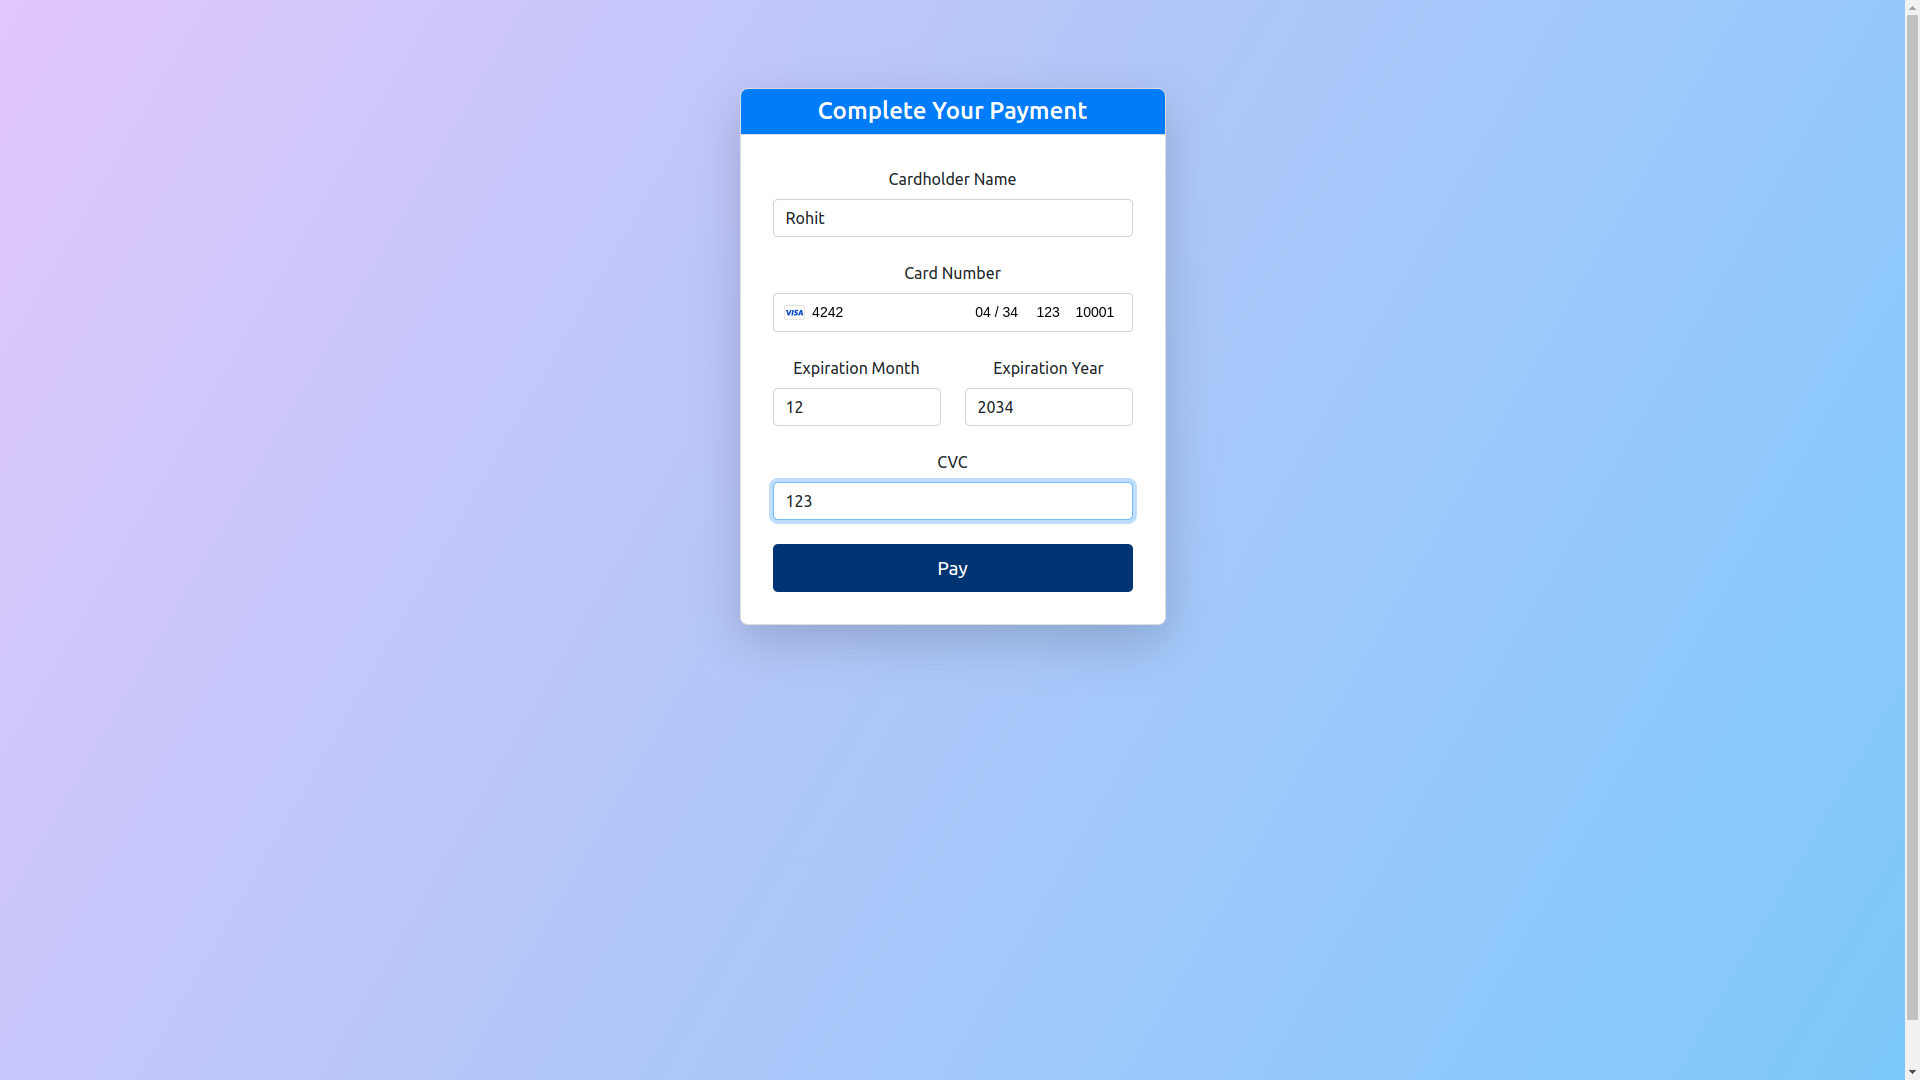 Complete Your Payment
Cardholder Name
Rohit
Card Number
VISA 4242 04 / 34 123 10001
Expiration Month Expiration Year
12 2034
CVC
123
Pay